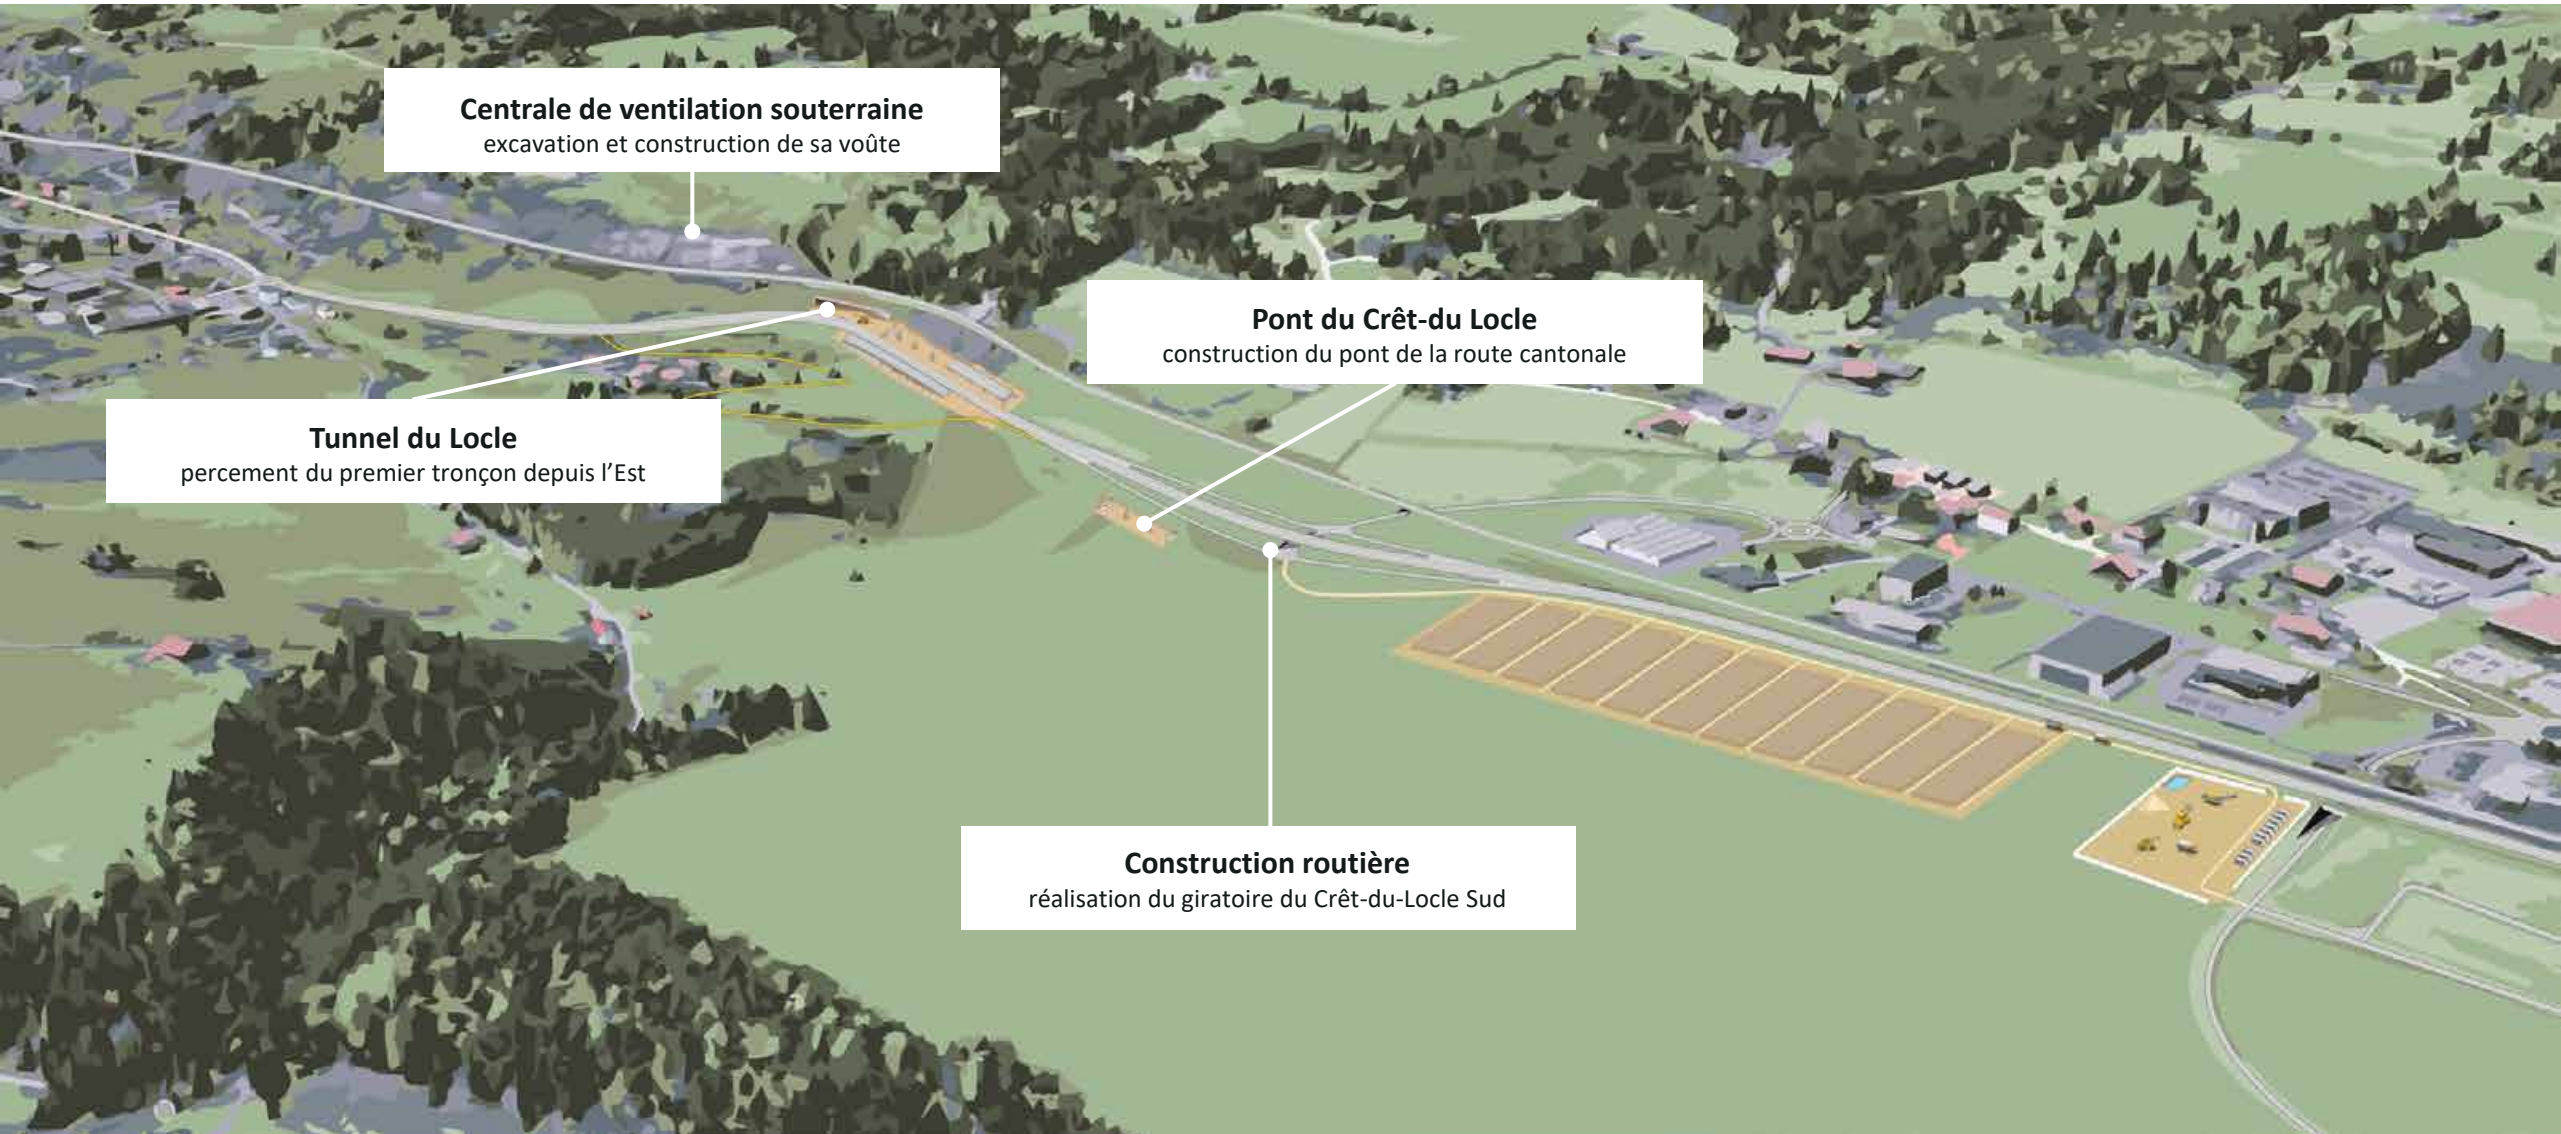 Centrale de ventilation souterraine
excavation et construction de sa voûte
Pont du Crêt-du Locle
construction du pont de la route cantonale
Tunnel du Locle
percement du premier tronçon depuis l’Est
Construction routière
réalisation du giratoire du Crêt-du-Locle Sud